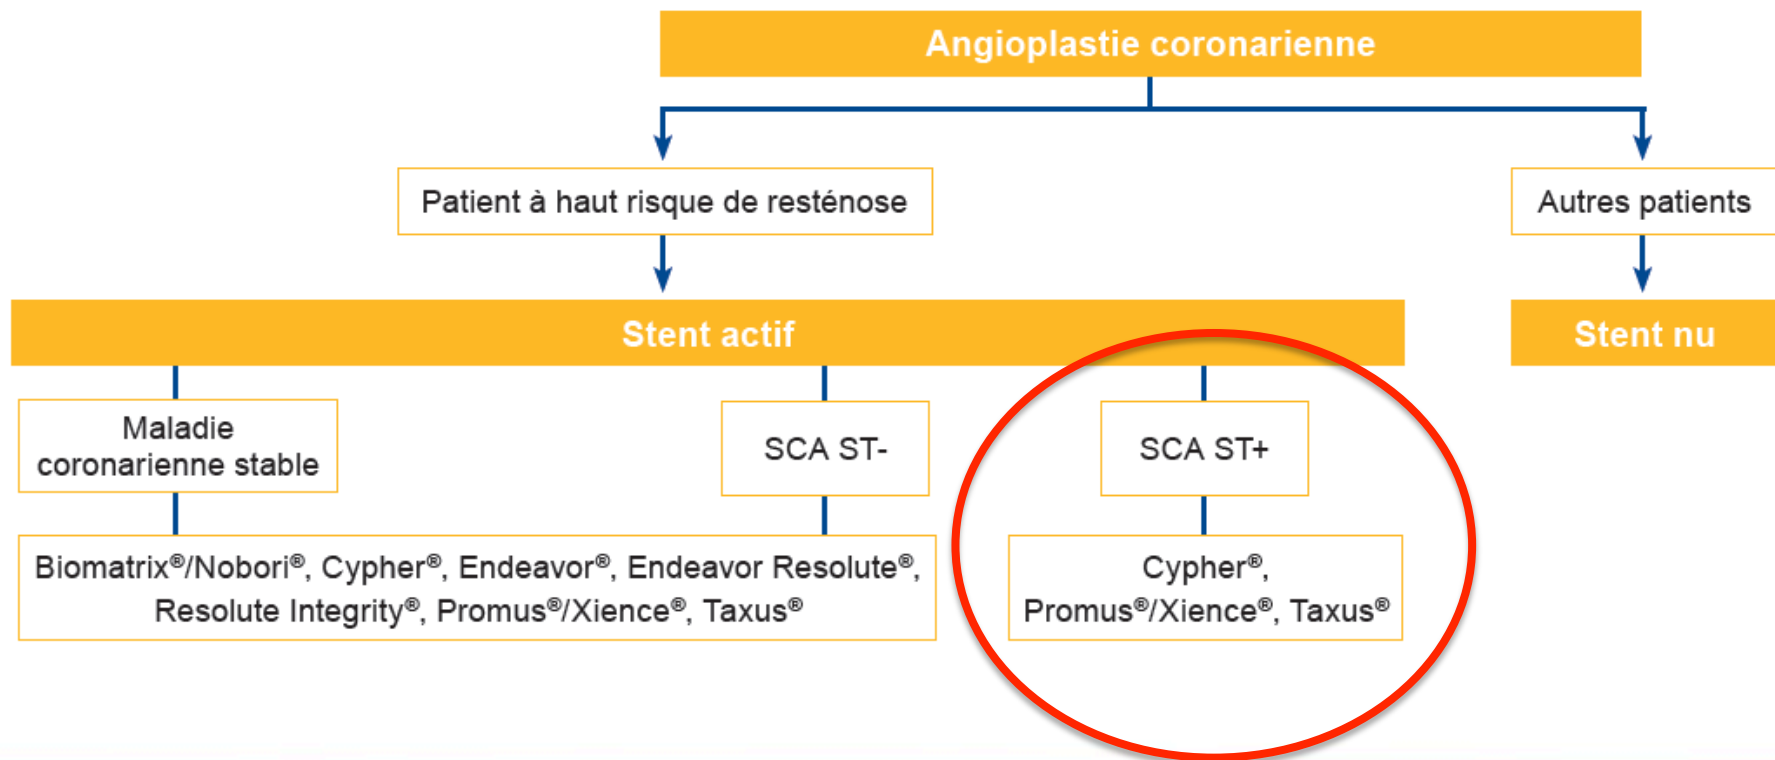 Angioplastie coronarienne
Patient à haut risque de resténose
Autres patients
Stent actif
Stent nu
Maladie
coronarienne stable
SCA ST-
SCA ST+
Biomatrix®/Nobori®, Cypher®, Endeavor®, Endeavor Resolute®,
Resolute Integrity®, Promus®/Xience®, Taxus®
Cypher®,
Promus®/Xience®, Taxus®